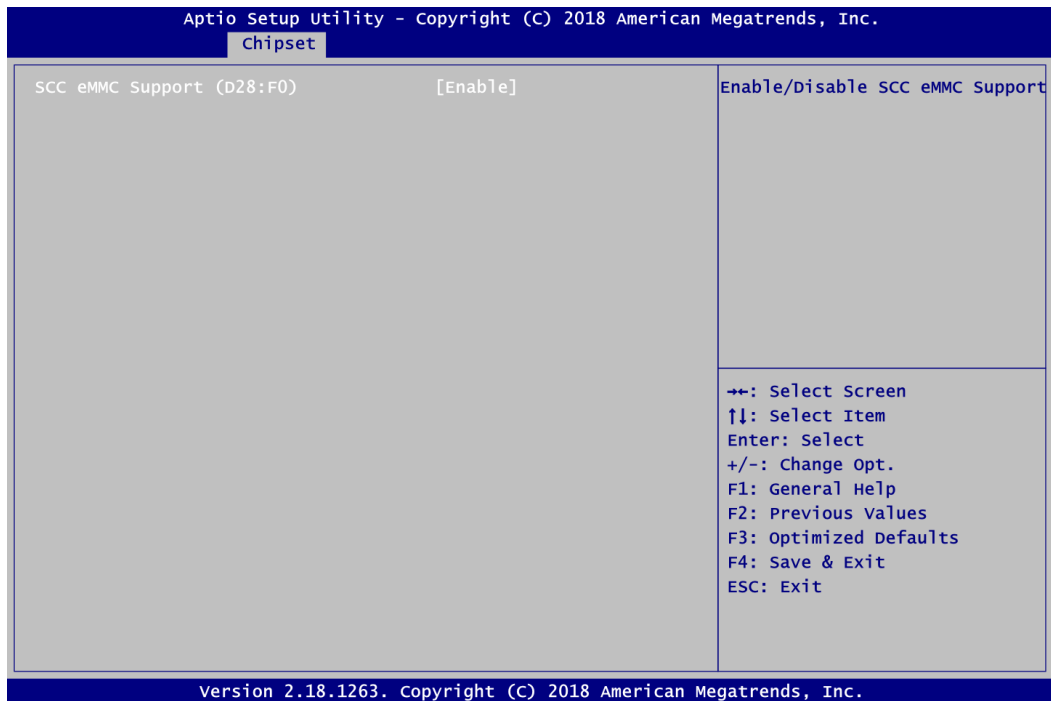 Aptio Setup Utility – Copyright (C) 2018 American Megatrends, Inc.
Chipset
SCC eMMC Support (D28:F0) [Enable]
Enable/Disable SCC eMMC Support
→←: Select Screen
↑↓: Select Item
Enter: Select
+/-: Change Opt.
F1: General Help
F2: Previous Values
F3: Optimized Defaults
F4: Save & Exit
ESC: Exit
Version 2.18.1263. Copyright (C) 2018 American Megatrends, Inc.